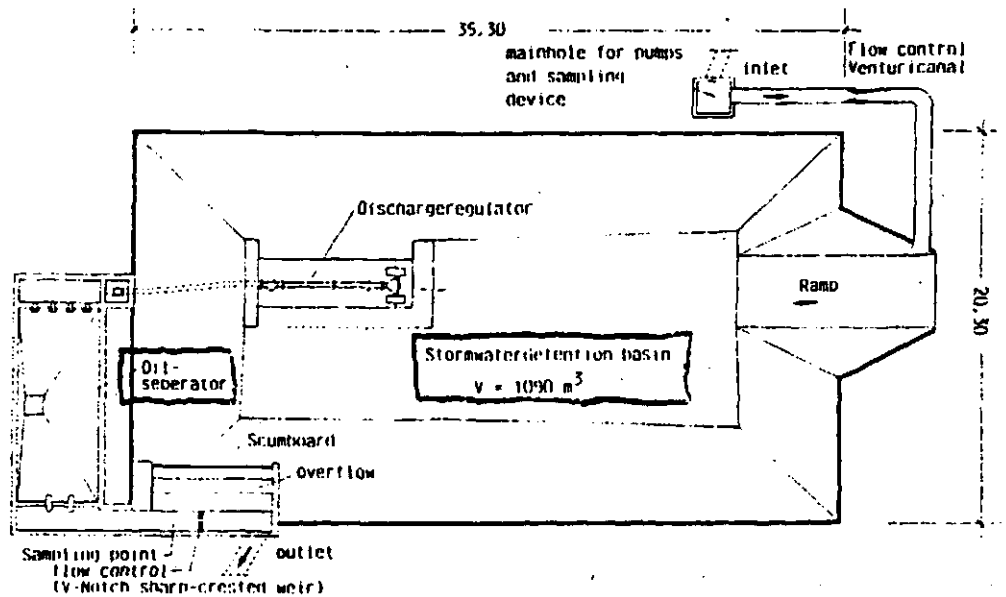 35,30
mainhole for pumps
and sampling
device
inlet
flow control
Venturicanal
Dischargeregulator
Ramp
20,30
Oil-
seperator
Stormwaterdetention basin
V = 1090 m³
Scumboard
overflow
Sampling point
flow control
(V-Notch sharp-crested weir)
outlet